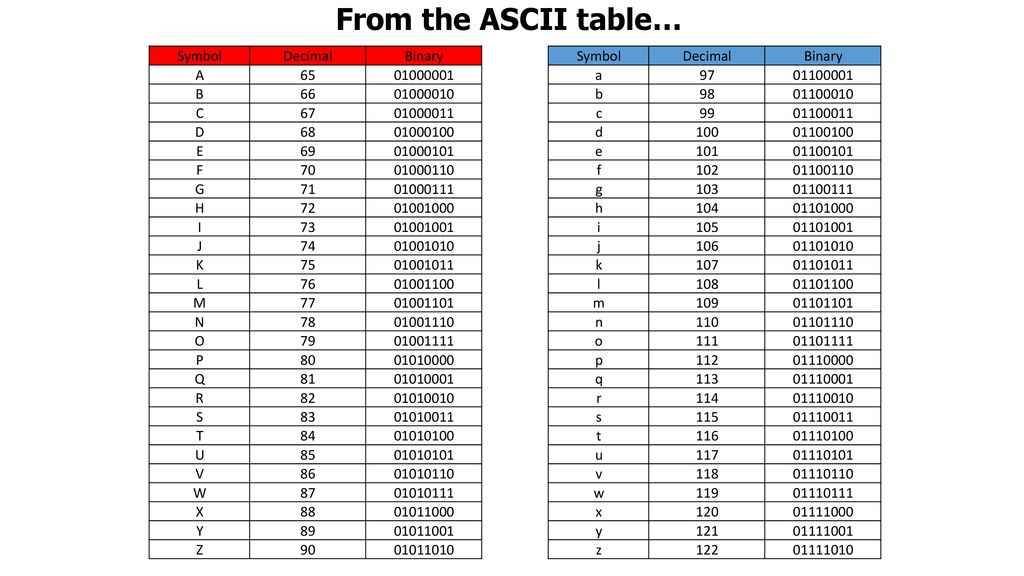 From the ASCII table…
Symbol Decimal Binary Symbol Decimal Binary
A 65 01000001 a 97 01100001
B 66 01000010 b 98 01100010
C 67 01000011 c 99 01100011
D 68 01000100 d 100 01100100
E 69 01000101 e 101 01100101
F 70 01000110 f 102 01100110
G 71 01000111 g 103 01100111
H 72 01001000 h 104 01101000
I 73 01001001 i 105 01101001
J 74 01001010 j 106 01101010
K 75 01001011 k 107 01101011
L 76 01001100 l 108 01101100
M 77 01001101 m 109 01101101
N 78 01001110 n 110 01101110
O 79 01001111 o 111 01101111
P 80 01010000 p 112 01110000
Q 81 01010001 q 113 01110001
R 82 01010010 r 114 01110010
S 83 01010011 s 115 01110011
T 84 01010100 t 116 01110100
U 85 01010101 u 117 01110101
V 86 01010110 v 118 01110110
W 87 01010111 w 119 01110111
X 88 01011000 x 120 01111000
Y 89 01011001 y 121 01111001
Z 90 01011010 z 122 01111010